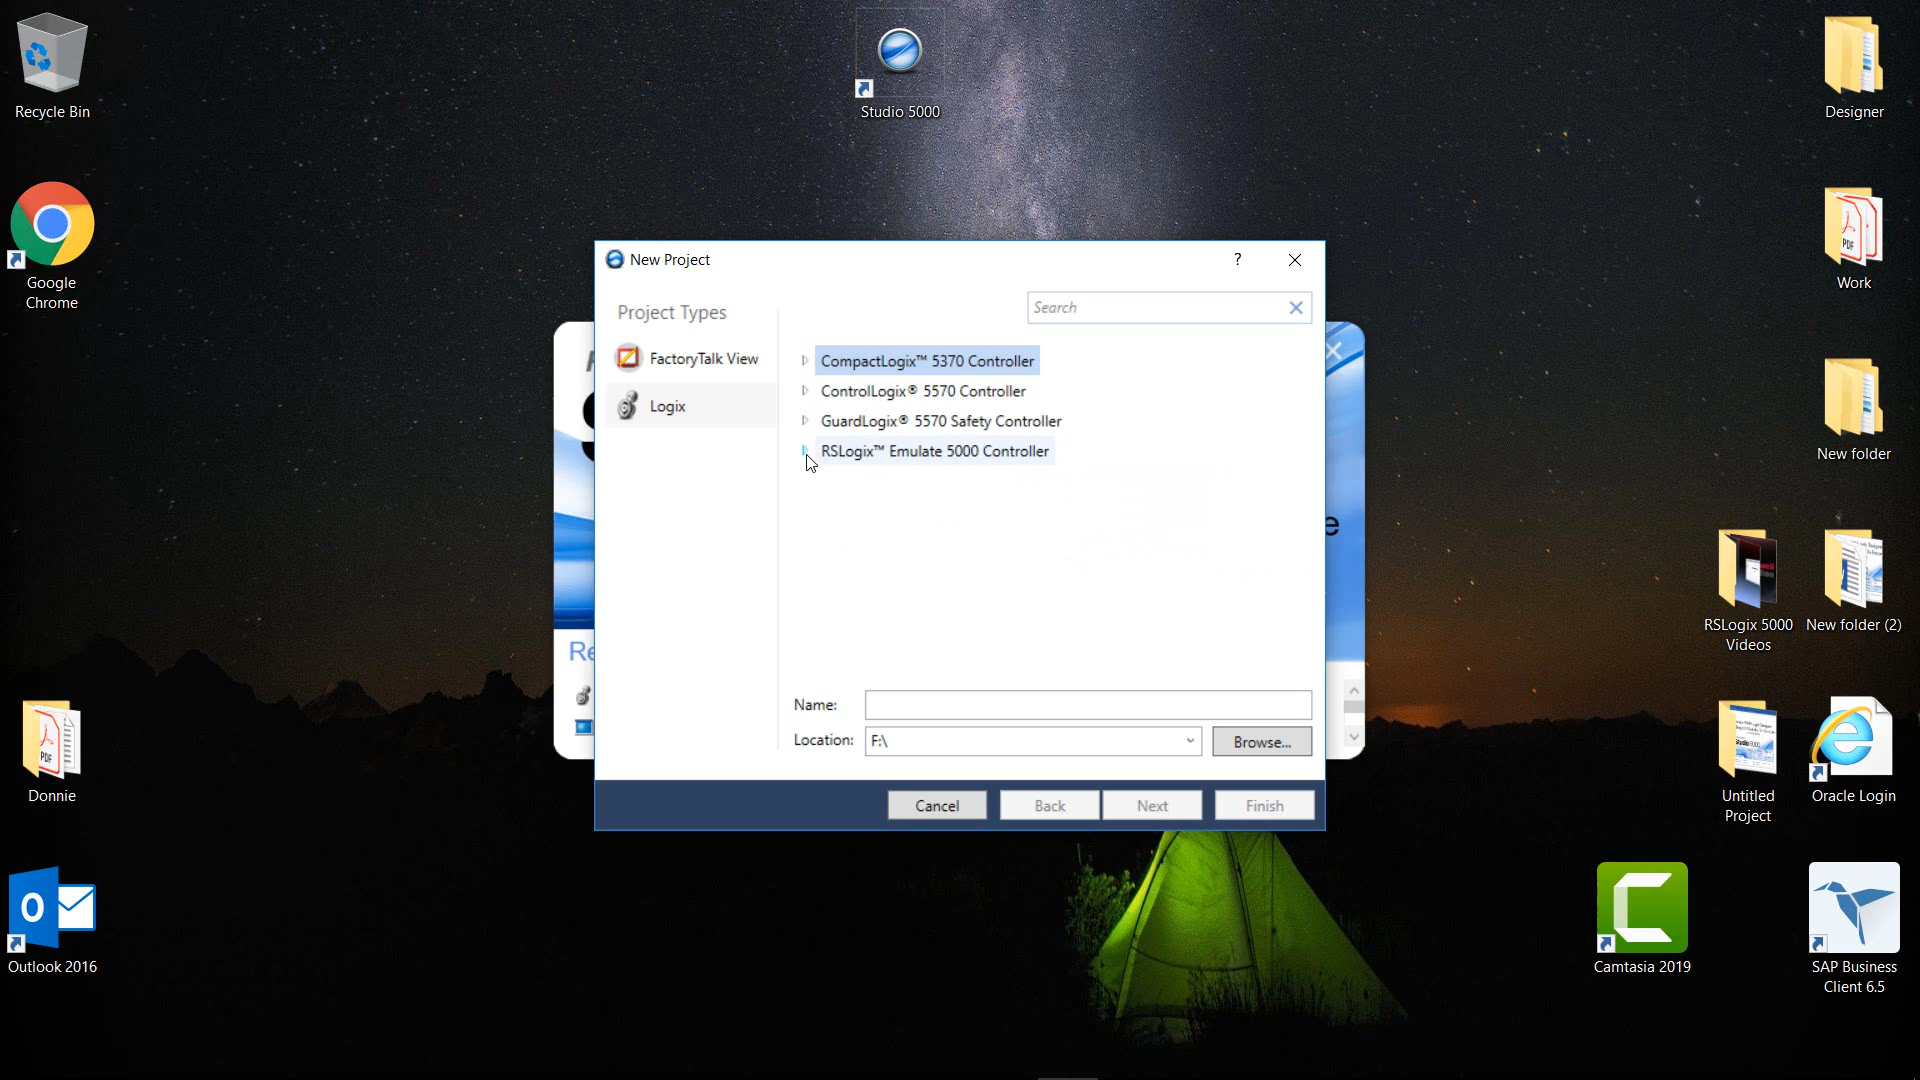 Recycle Bin
Studio 5000
Designer
Google
Chrome
Work
New folder
RSLogix 5000
Videos
New folder (2)
Donnie
Untitled
Project
Oracle Login
Outlook 2016
Camtasia 2019
SAP Business
Client 6.5
New Project
?
Project Types
Search
FactoryTalk View
Logix
CompactLogix™ 5370 Controller
ControlLogix® 5570 Controller
GuardLogix® 5570 Safety Controller
RSLogix™ Emulate 5000 Controller
Name:
Location: F:\
Browse...
Cancel
Back
Next
Finish
Re
e